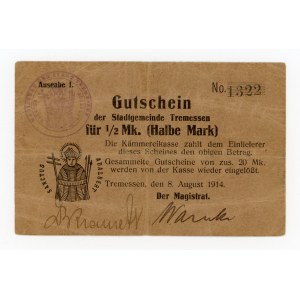 Ausgabe I.
No. 1322
Gutschein
der Stadtgemeinde Tremessen
für 1/2 Mk. (Halbe Mark)
Die Kämmereikasse zahlt dem Einlieferer
dieses Scheines den obigen Betrag.
Gesammelte Gutscheine von zus. 20 Mk.
werden von der Kasse wieder eingelöst.
Tremessen, den 8. August 1914.
Der Magistrat.